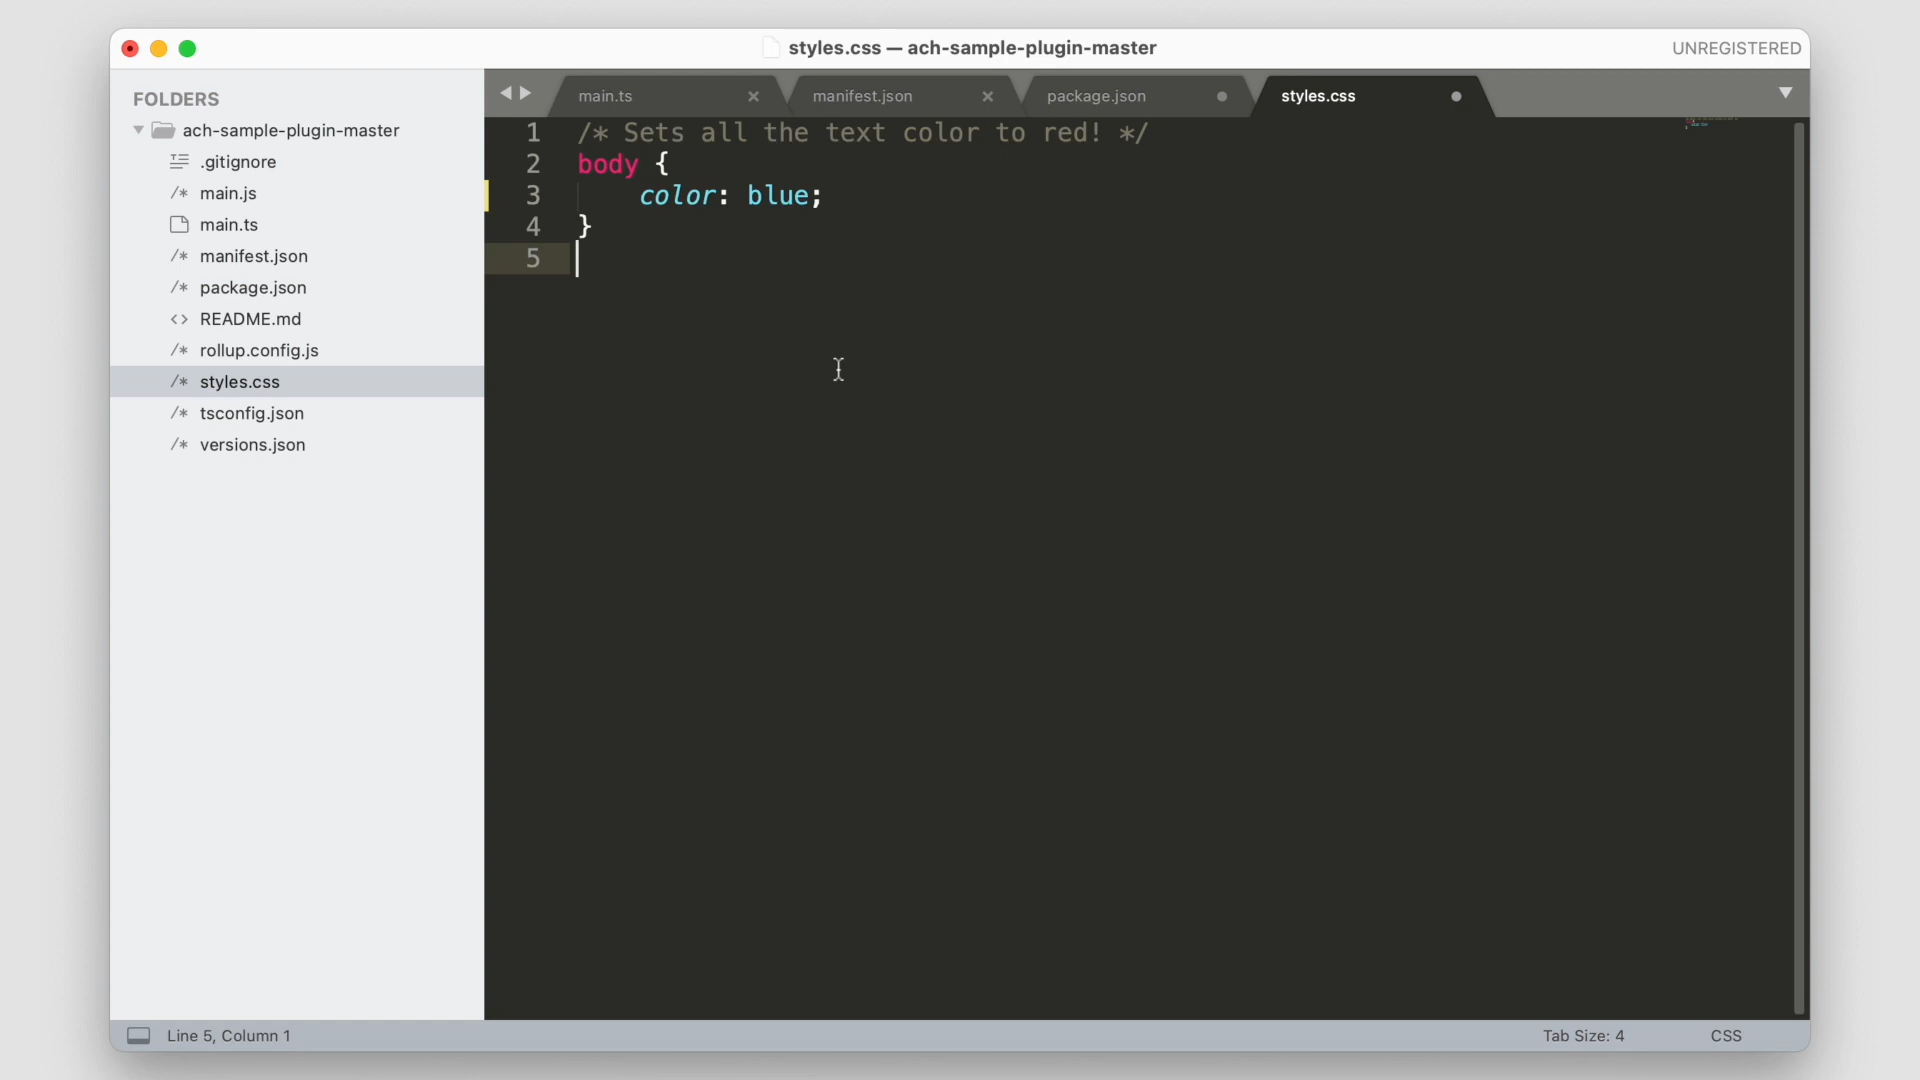 styles.css — ach-sample-plugin-master
UNREGISTERED
FOLDERS
ach-sample-plugin-master
.gitignore
/* main.js
main.ts
/* manifest.json
/* package.json
<> README.md
/* rollup.config.js
/* styles.css
/* tsconfig.json
/* versions.json
main.ts
manifest.json
package.json
styles.css
1 /* Sets all the text color to red! */
2 body {
3 color: blue;
4 }
5
Line 5, Column 1
Tab Size: 4
CSS